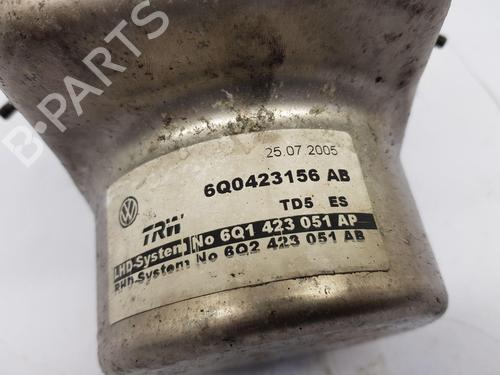 B-PARTS
25.07.2005
6Q0423156 AB
TD5 ES
TRW
LHD-System No 6Q1 423 051 AP
RHD-System No 6Q2 423 051 AB